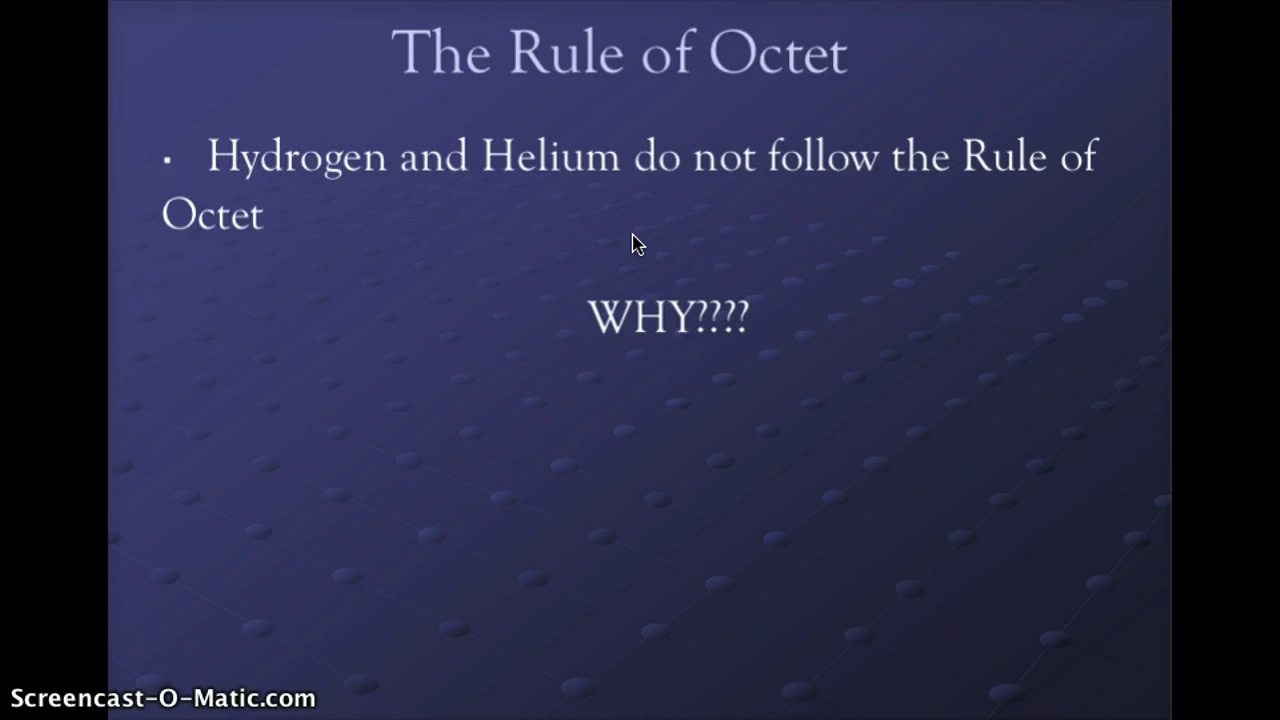 The Rule of Octet
· Hydrogen and Helium do not follow the Rule of
Octet
WHY????
Screencast-O-Matic.com